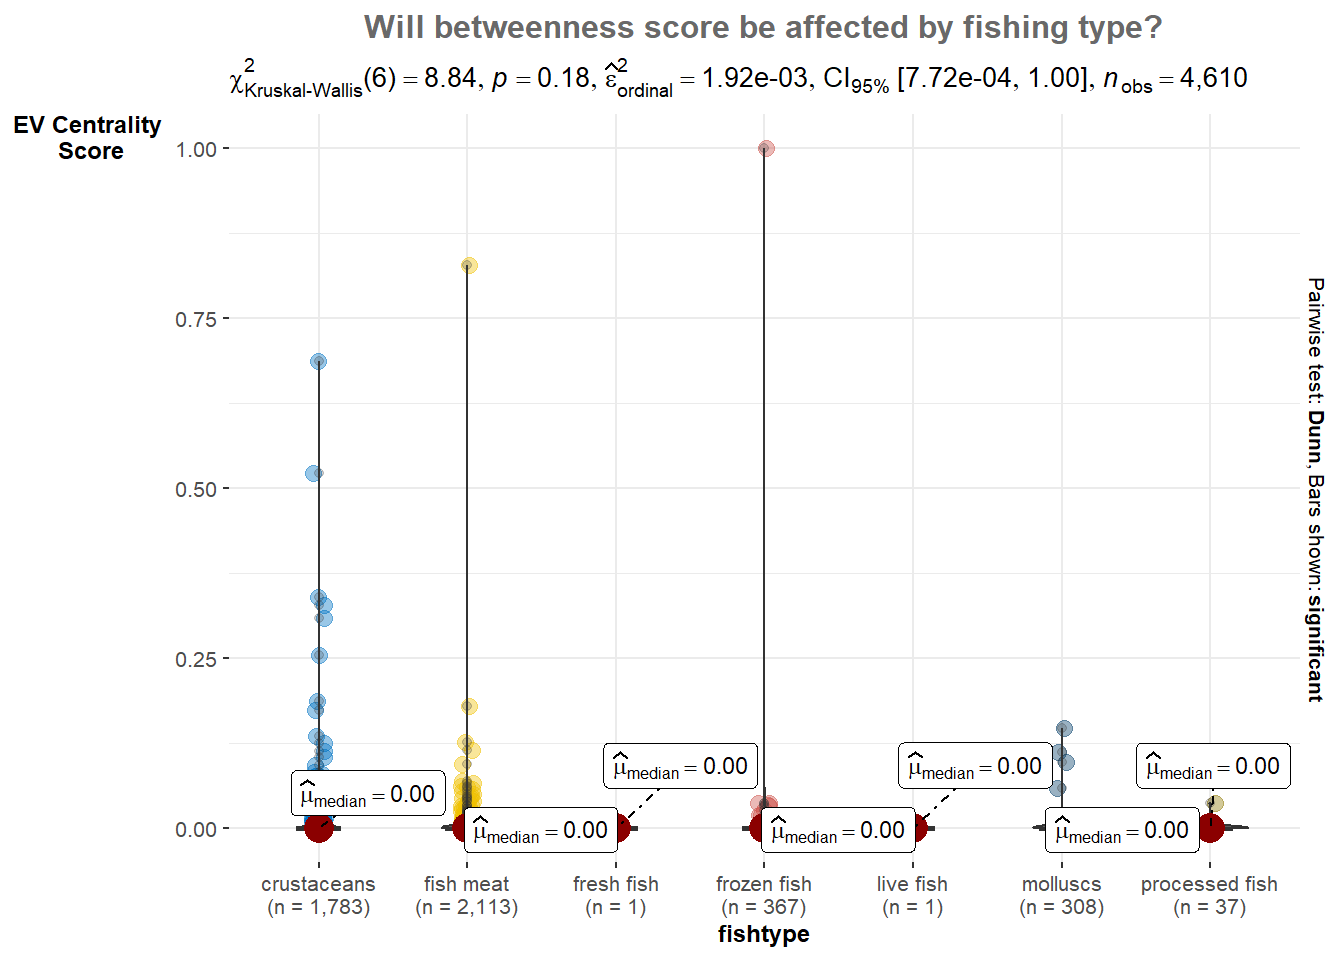 Will betweenness score be affected by fishing type?
χ²Kruskal-Wallis(6) = 8.84, p = 0.18, ε̂²ordinal = 1.92e-03, CI95% [7.72e-04, 1.00], nobs = 4,610
EV Centrality
Score
1.00
0.75
0.50
0.25
0.00
μ̂median = 0.00
μ̂median = 0.00
μ̂median = 0.00
μ̂median = 0.00
μ̂median = 0.00
μ̂median = 0.00
μ̂median = 0.00
Pairwise test: Dunn, Bars shown: significant
crustaceans
(n = 1,783)
fish meat
(n = 2,113)
fresh fish
(n = 1)
frozen fish
(n = 367)
live fish
(n = 1)
molluscs
(n = 308)
processed fish
(n = 37)
fishtype